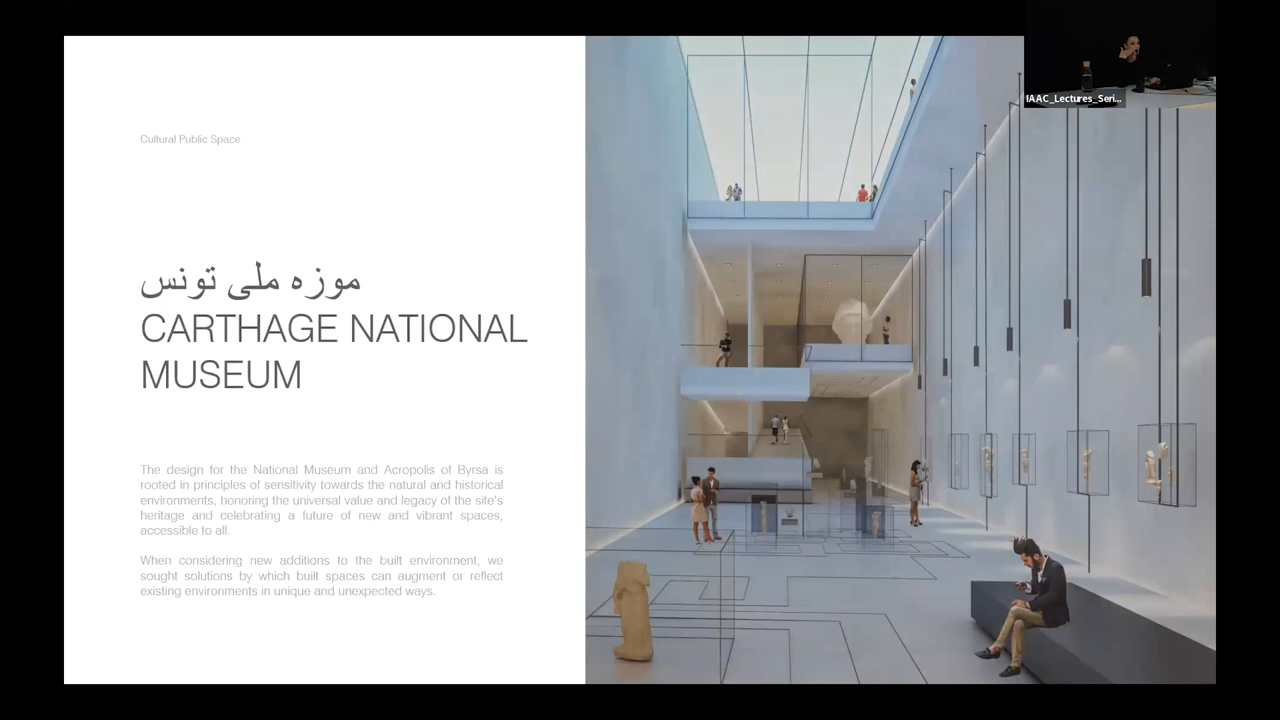 IAAC_Lectures_Seri...
Cultural Public Space
موزه ملی تونس
CARTHAGE NATIONAL
MUSEUM
The design for the National Museum and Acropolis of Byrsa is
rooted in principles of sensitivity towards the natural and historical
environments, honoring the universal value and legacy of the site's
heritage and celebrating a future of new and vibrant spaces,
accessible to all.
When considering new additions to the built environment, we
sought solutions by which built spaces can augment or reflect
existing environments in unique and unexpected ways.